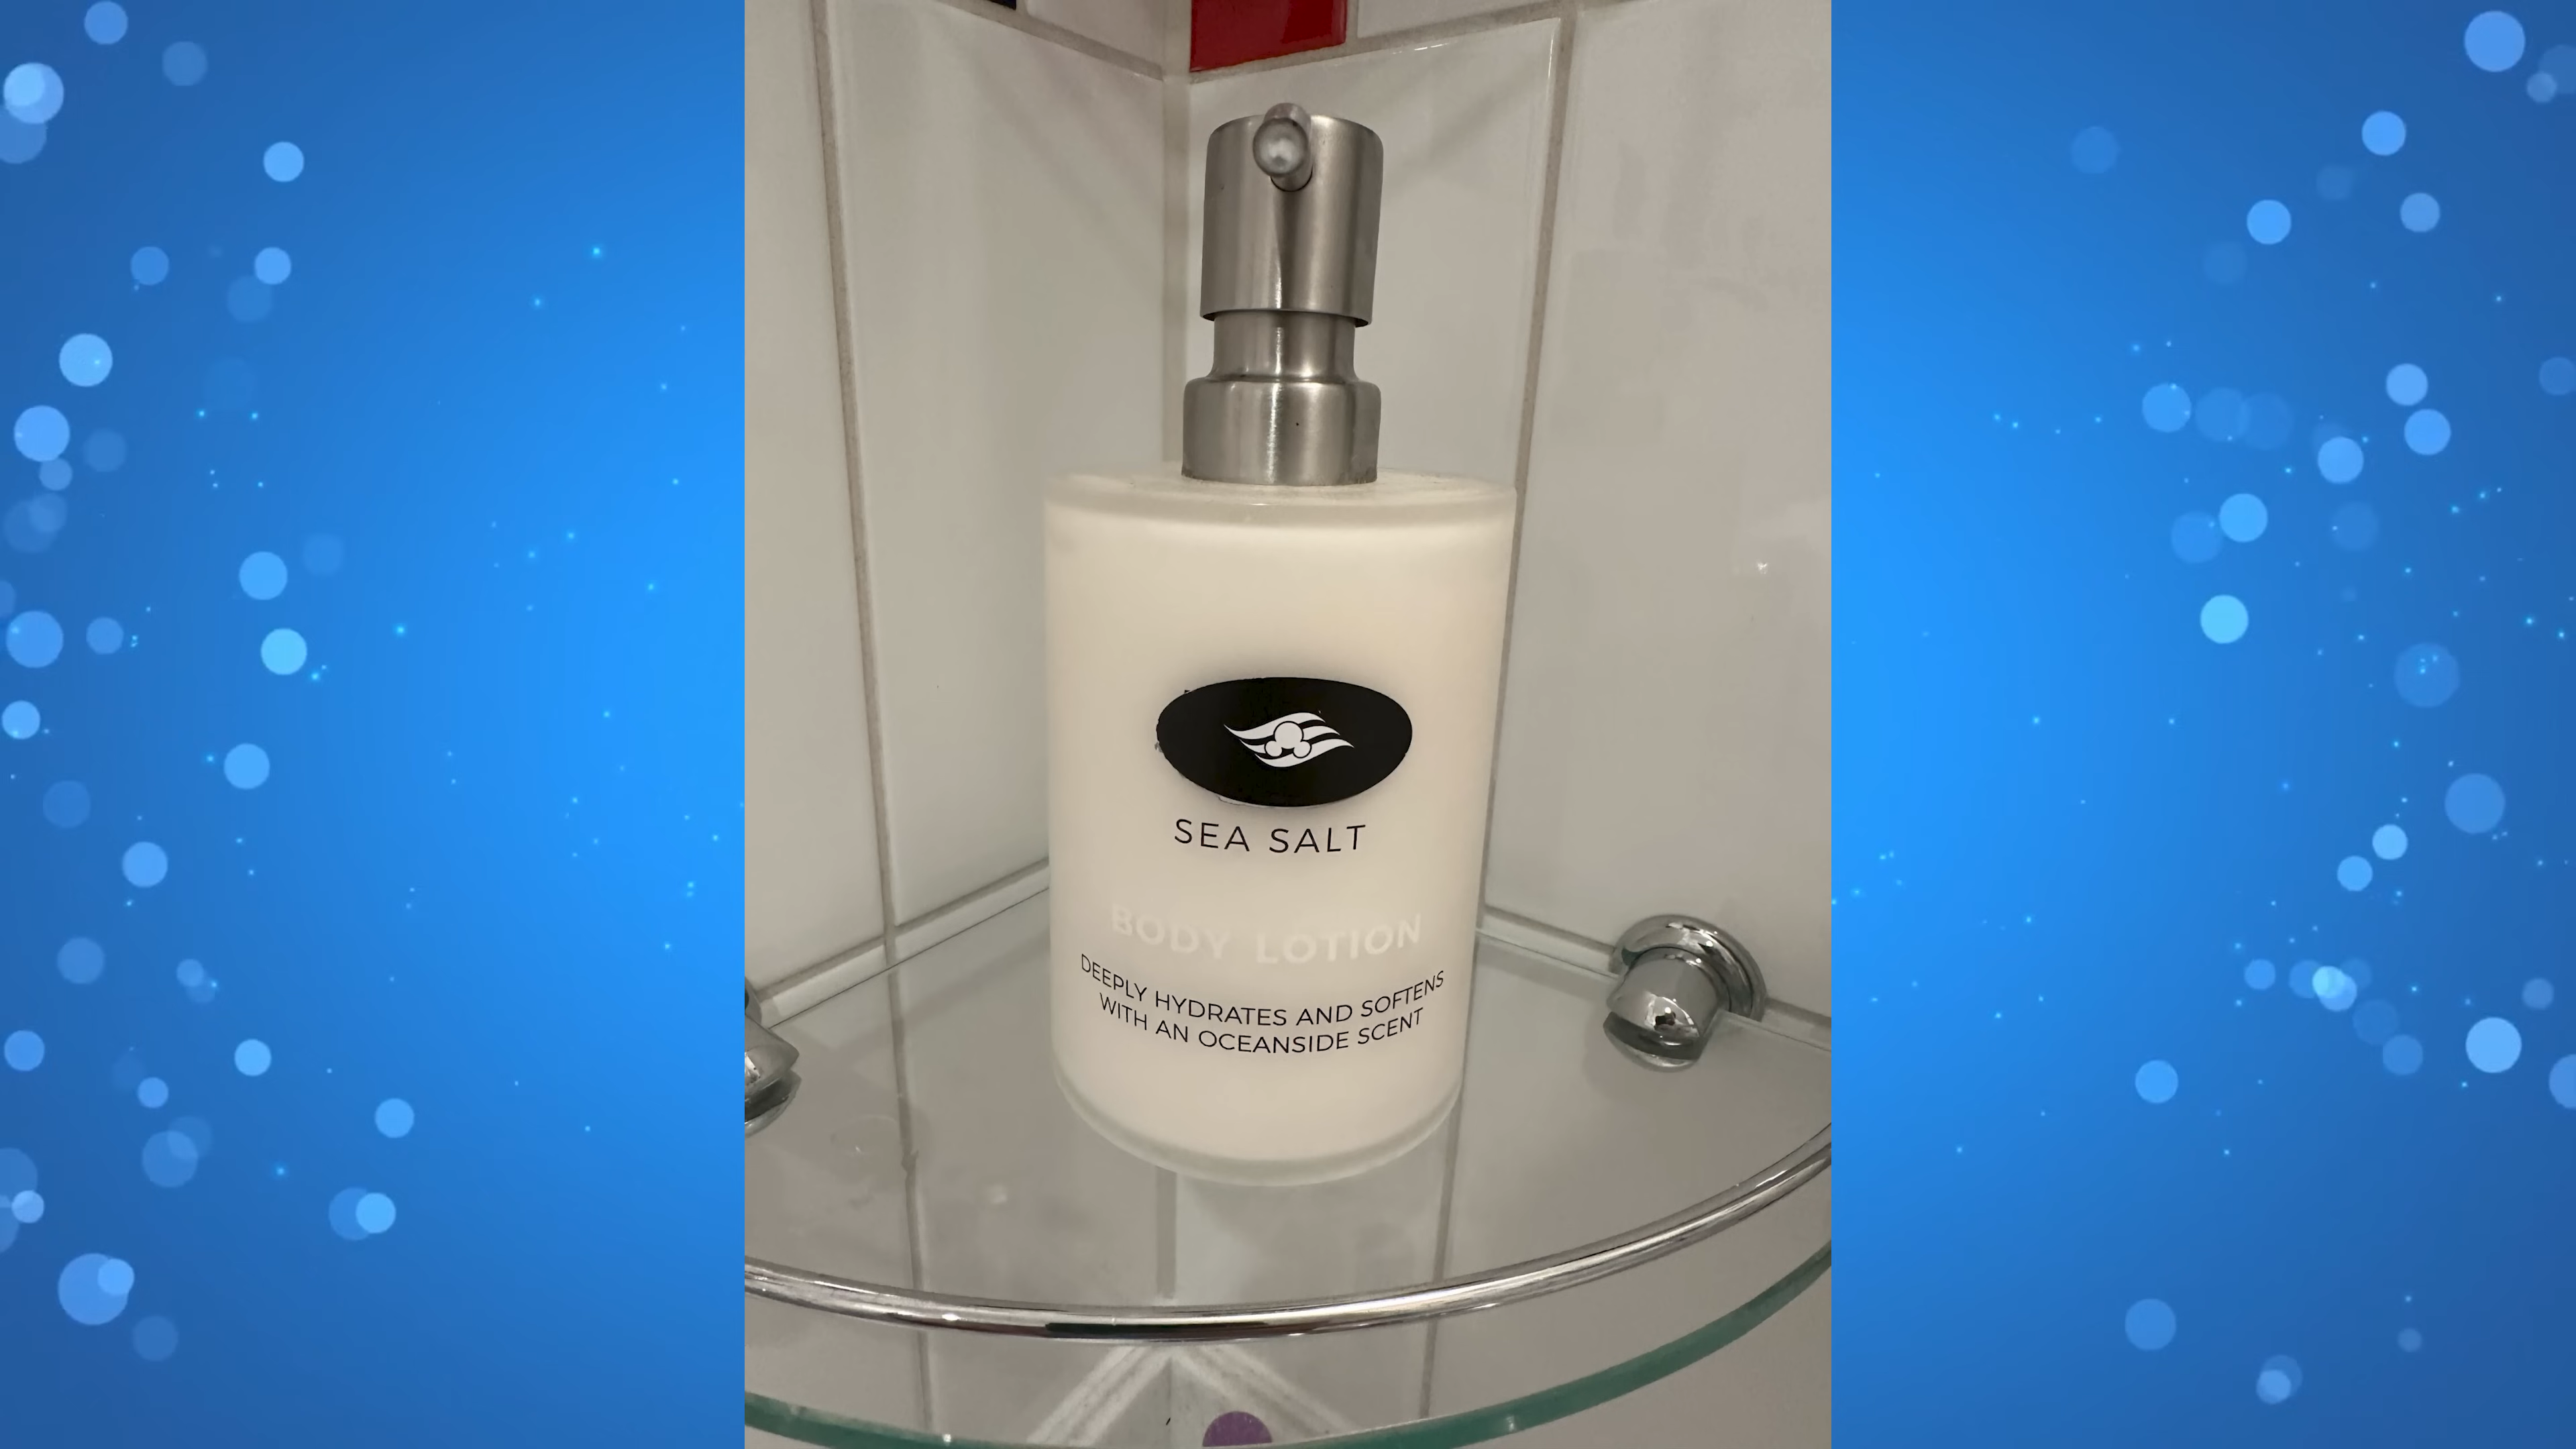 SEA SALT
BODY LOTION
DEEPLY HYDRATES AND SOFTENS
WITH AN OCEANSIDE SCENT